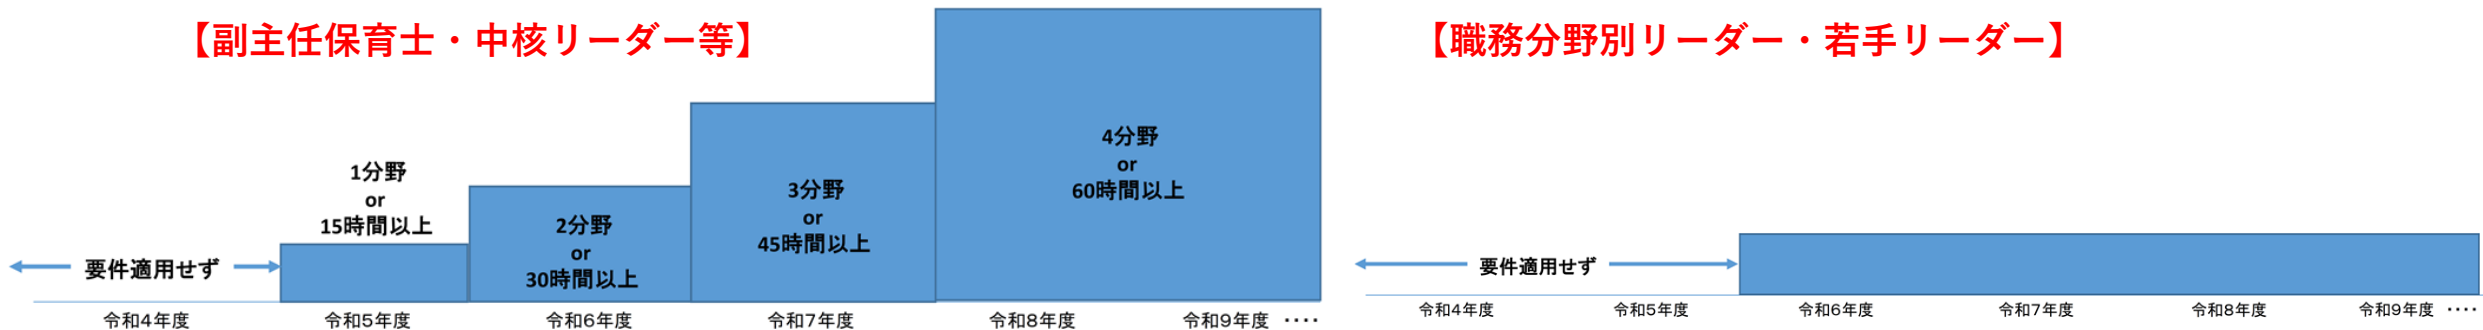 【副主任保育士・中核リーダー等】
1分野
or
15時間以上
2分野
or
30時間以上
3分野
or
45時間以上
4分野
or
60時間以上
要件適用せず
令和4年度
令和5年度
令和6年度
令和7年度
令和8年度
令和9年度 ････
【職務分野別リーダー・若手リーダー】
要件適用せず
令和4年度
令和5年度
令和6年度
令和7年度
令和8年度
令和9年度 ････